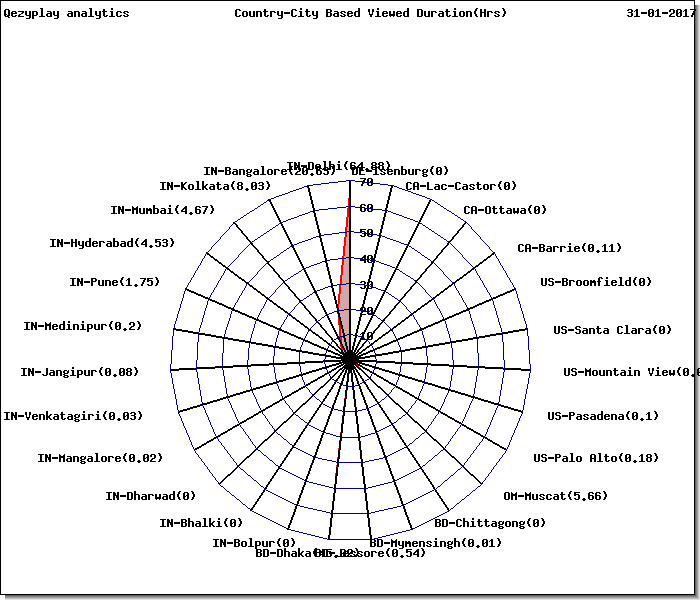 Qezyplay analytics
Country-City Based Viewed Duration(Hrs)
31-01-2017
IN-Delhi(64.88)
IN-Bangalore(20.65)
DE-Isenburg(0)
IN-Kolkata(8.03)
CA-Lac-Castor(0)
IN-Mumbai(4.67)
CA-Ottawa(0)
IN-Hyderabad(4.53)
CA-Barrie(0.11)
IN-Pune(1.75)
US-Broomfield(0)
IN-Medinipur(0.2)
US-Santa Clara(0)
IN-Jangipur(0.08)
US-Mountain
IN-Venkatagiri(0.03)
US-Pasadena(0.1)
IN-Mangalore(0.02)
US-Palo Alto(0.18)
IN-Dharwad(0)
OM-Muscat(5.66)
IN-Bhalki(0)
BD-Chittagong(0)
IN-Bolpur(0)
BD-Mymensingh(0.01)
70
60
50
40
30
20
10